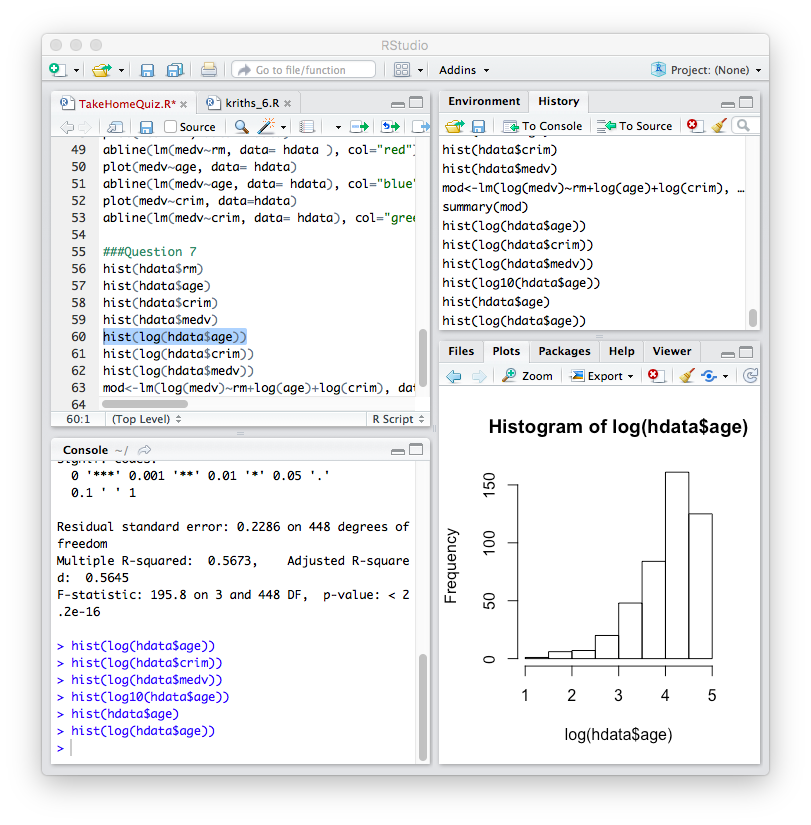 RStudio
Go to file/function
Addins
Project: (None)
TakeHomeQuiz.R*
kriths_6.R
Source
49 abline(lm(medv~rm, data= hdata ), col="red"
50 plot(medv~age, data= hdata)
51 abline(lm(medv~age, data= hdata), col="blue"
52 plot(medv~crim, data=hdata)
53 abline(lm(medv~crim, data= hdata), col="gree
54
55 ###Question 7
56 hist(hdata$rm)
57 hist(hdata$age)
58 hist(hdata$crim)
59 hist(hdata$medv)
60 hist(log(hdata$age))
61 hist(log(hdata$crim))
62 hist(log(hdata$medv))
63 mod<-lm(log(medv)~rm+log(age)+log(crim), dat
64
60:1 (Top Level) R Script
Console ~/
0 '***' 0.001 '**' 0.01 '*' 0.05 '.'
0.1 ' ' 1
Residual standard error: 0.2286 on 448 degrees of
freedom
Multiple R-squared:  0.5673,    Adjusted R-square
d:  0.5645
F-statistic: 195.8 on 3 and 448 DF,  p-value: < 2
.2e-16
> hist(log(hdata$age))
> hist(log(hdata$crim))
> hist(log(hdata$medv))
> hist(log10(hdata$age))
> hist(hdata$age)
> hist(log(hdata$age))
>
Environment History
To Console To Source
hist(hdata$crim)
hist(hdata$medv)
mod<-lm(log(medv)~rm+log(age)+log(crim), …
summary(mod)
hist(log(hdata$age))
hist(log(hdata$crim))
hist(log(hdata$medv))
hist(log10(hdata$age))
hist(hdata$age)
hist(log(hdata$age))
Files Plots Packages Help Viewer
Zoom Export
Histogram of log(hdata$age)
Frequency
150
100
50
0
1 2 3 4 5
log(hdata$age)